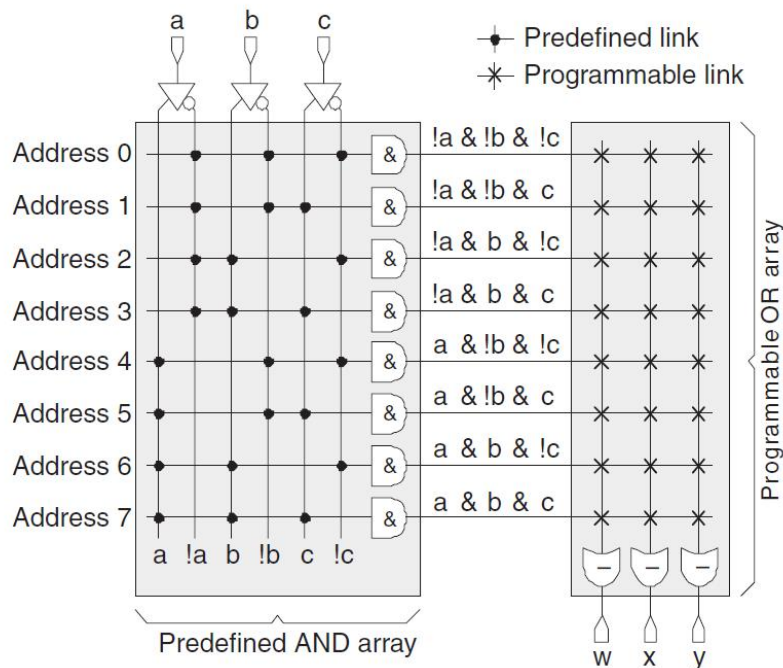 a b c
Predefined link
Programmable link
Address 0 & !a & !b & !c
Address 1 & !a & !b & c
Address 2 & !a & b & !c
Address 3 & !a & b & c
Address 4 & a & !b & !c
Address 5 & a & !b & c
Address 6 & a & b & !c
Address 7 & a & b & c
a !a b !b c !c
Predefined AND array
w x y
Programmable OR array